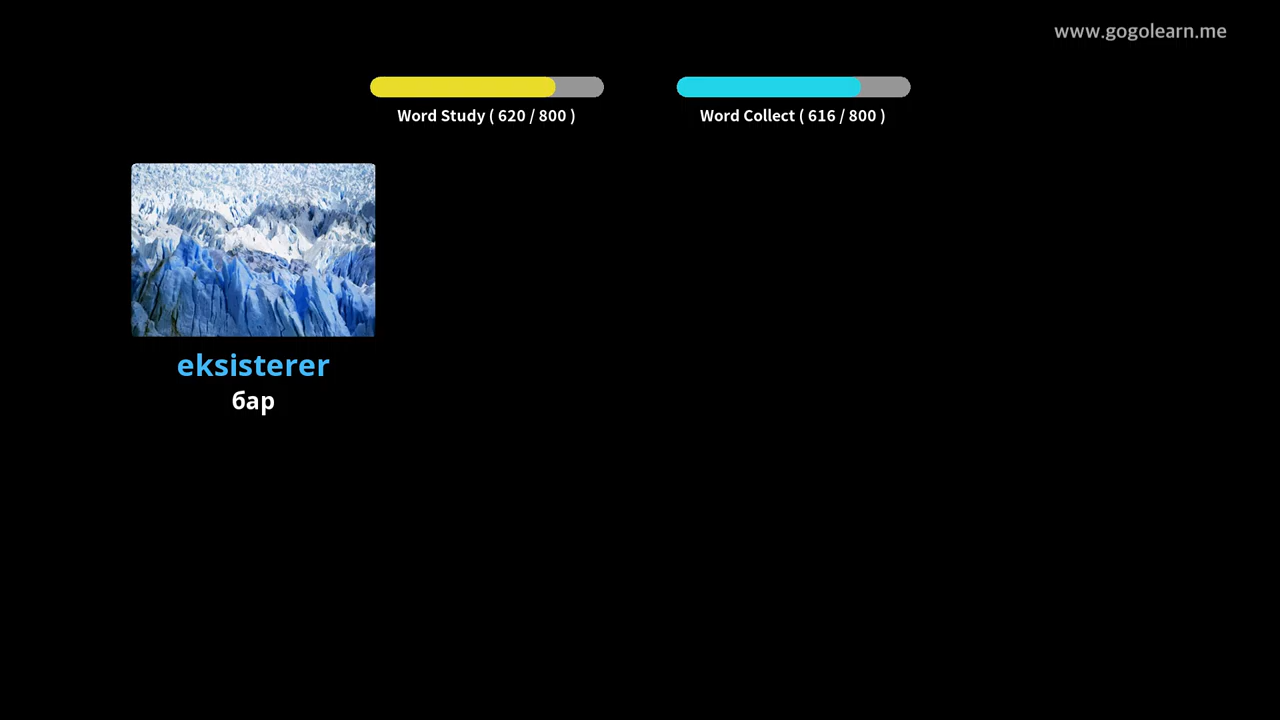 www.gogolearn.me
Word Study ( 620 / 800 )
Word Collect ( 616 / 800 )
eksisterer
бар